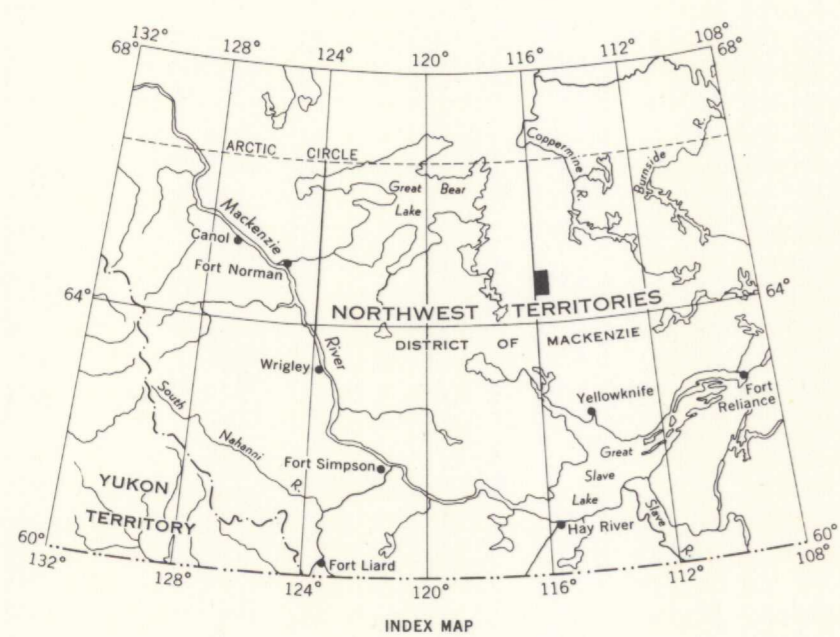 132° 128° 124° 120° 116° 112° 108°
68° 68°
ARCTIC CIRCLE
Coppermine R.
Burnside R.
Great Bear
Lake
Mackenzie
Canol
Fort Norman
64° 64°
NORTHWEST TERRITORIES
DISTRICT OF MACKENZIE
River
Wrigley
Yellowknife
Fort
Reliance
South
Nahanni
R.
Fort Simpson
Great
Slave
Lake
YUKON
TERRITORY
Slave
R.
Hay River
Fort Liard
60° 60°
132° 128° 124° 120° 116° 112° 108°
INDEX MAP